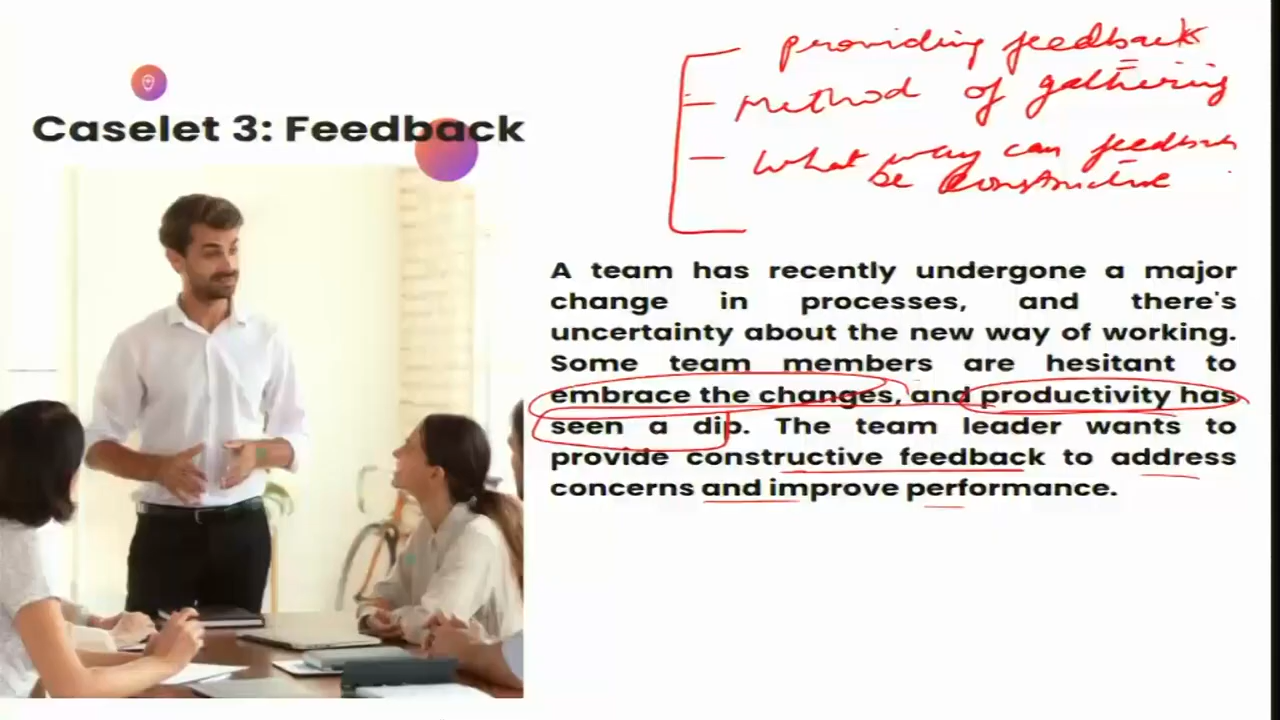 providing feedback
Method of gathering
Caselet 3: Feedback
What way can feedback
be constructive
A team has recently undergone a major
change in processes, and there's
uncertainty about the new way of working.
Some team members are hesitant to
embrace the changes, and productivity has
seen a dip. The team leader wants to
provide constructive feedback to address
concerns and improve performance.